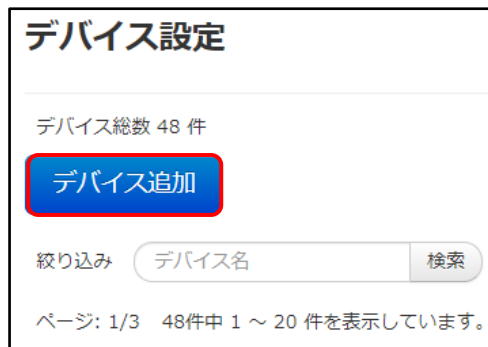 デバイス設定
デバイス総数 48 件
デバイス追加
絞り込み デバイス名 検索
ページ: 1/3 48件中 1 ～ 20 件を表示しています。